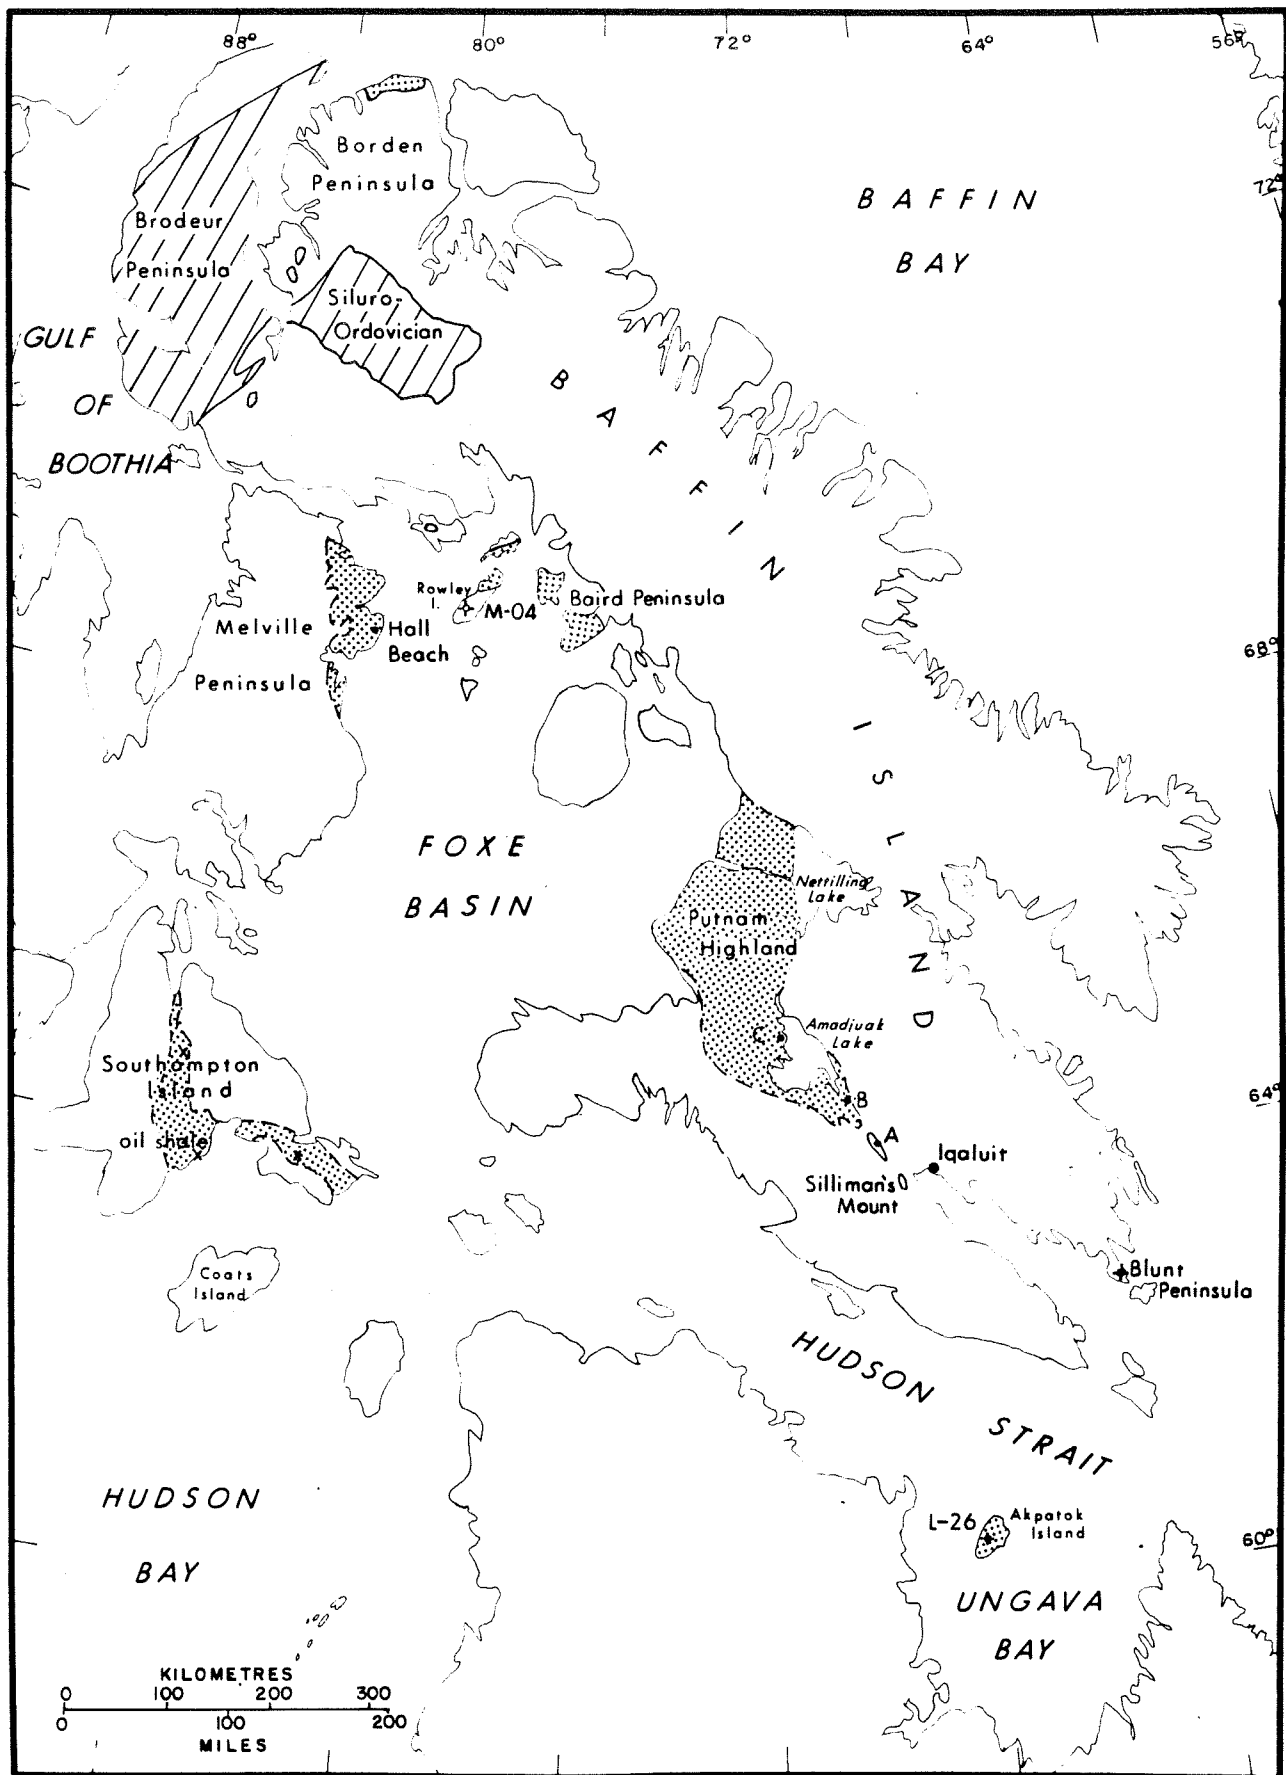 88° 80° 72° 64° 56°
Borden
Peninsula
72°
BAFFIN
BAY
Brodeur
Peninsula
Siluro-
Ordovician
GULF
OF
BOOTHIA
BAFFIN
ISLAND
Rowley
I.
M-04
Baird Peninsula
Melville
Peninsula
Hall
Beach
68°
FOXE
BASIN
Nettilling
Lake
Putnam
Highland
C
Amadjuak
Lake
Southampton
Island
oil shale
B
64°
A
Iqaluit
Silliman's
Mount
Coats
Island
Blunt
Peninsula
HUDSON
STRAIT
HUDSON
BAY
L-26
Akpatok
Island
60°
UNGAVA
BAY
KILOMETRES
0 100 200 300
0 100 200
MILES